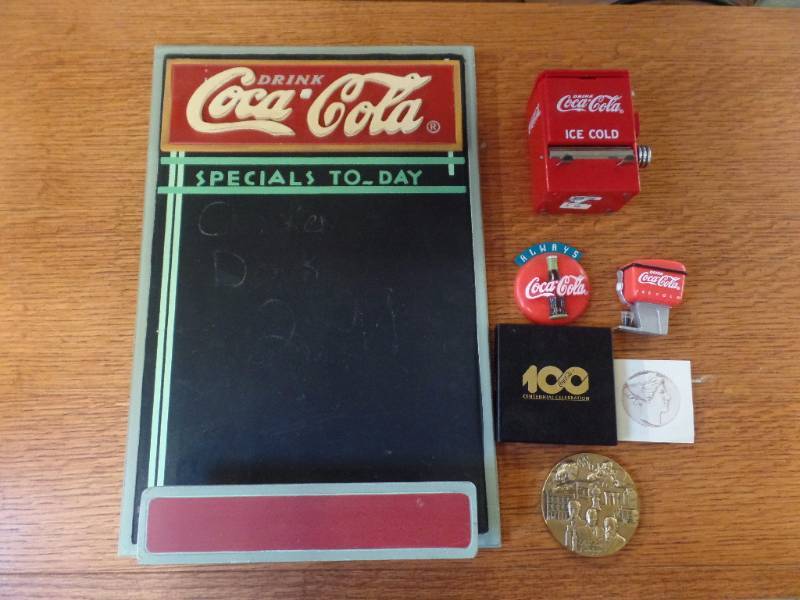 DRINK
Coca-Cola ®
SPECIALS TO-DAY
DRINK
Coca-Cola
ICE COLD
ALWAYS
Coca-Cola
DRINK
Coca-Cola
100
CENTENNIAL CELEBRATION